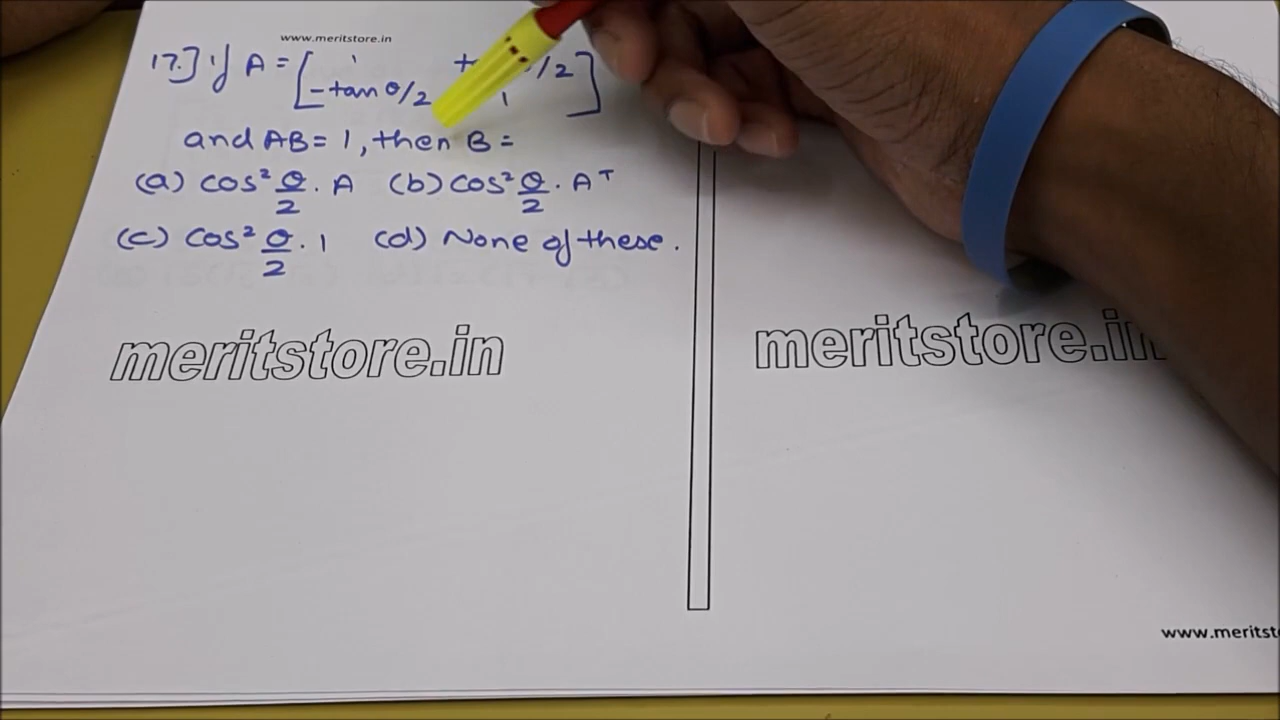 www.meritstore.in
17.] If A = [ 1 /2 ]
[ -tan θ/2 1 ]
and AB = 1, then B =
(a) cos² θ/2 . A (b) cos² θ/2 . Aᵀ
(c) cos² θ/2 . 1 (d) None of these.
meritstore.in
meritstore.in
www.meritst